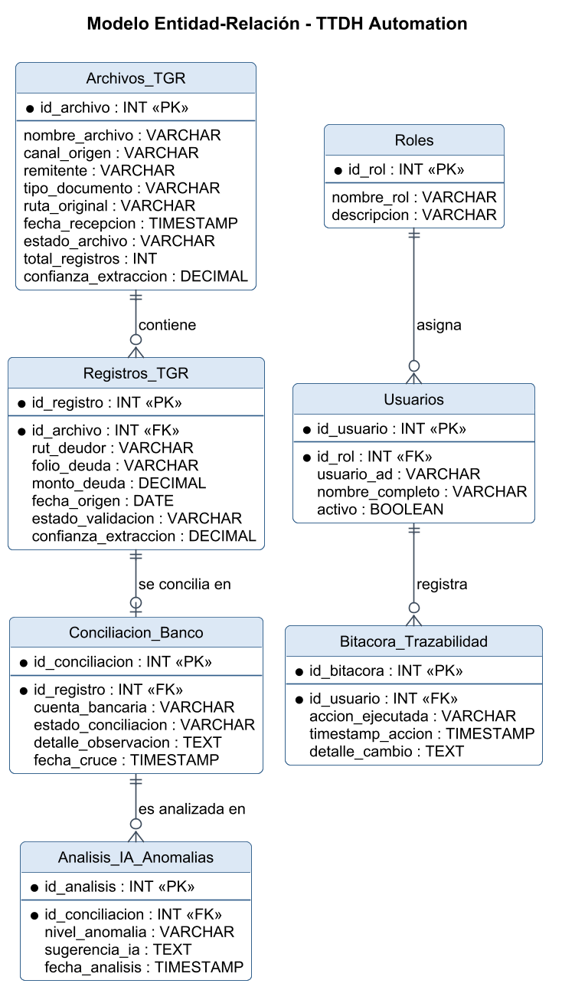 Modelo Entidad-Relación - TTDH Automation
Archivos_TGR
● id_archivo : INT «PK»
nombre_archivo : VARCHAR
canal_origen : VARCHAR
remitente : VARCHAR
tipo_documento : VARCHAR
ruta_original : VARCHAR
fecha_recepcion : TIMESTAMP
estado_archivo : VARCHAR
total_registros : INT
confianza_extraccion : DECIMAL
contiene
Registros_TGR
● id_registro : INT «PK»
● id_archivo : INT «FK»
rut_deudor : VARCHAR
folio_deuda : VARCHAR
monto_deuda : DECIMAL
fecha_origen : DATE
estado_validacion : VARCHAR
confianza_extraccion : DECIMAL
se concilia en
Conciliacion_Banco
● id_conciliacion : INT «PK»
● id_registro : INT «FK»
cuenta_bancaria : VARCHAR
estado_conciliacion : VARCHAR
detalle_observacion : TEXT
fecha_cruce : TIMESTAMP
es analizada en
Analisis_IA_Anomalias
● id_analisis : INT «PK»
● id_conciliacion : INT «FK»
nivel_anomalia : VARCHAR
sugerencia_ia : TEXT
fecha_analisis : TIMESTAMP
Roles
● id_rol : INT «PK»
nombre_rol : VARCHAR
descripcion : VARCHAR
asigna
Usuarios
● id_usuario : INT «PK»
● id_rol : INT «FK»
usuario_ad : VARCHAR
nombre_completo : VARCHAR
activo : BOOLEAN
registra
Bitacora_Trazabilidad
● id_bitacora : INT «PK»
● id_usuario : INT «FK»
accion_ejecutada : VARCHAR
timestamp_accion : TIMESTAMP
detalle_cambio : TEXT